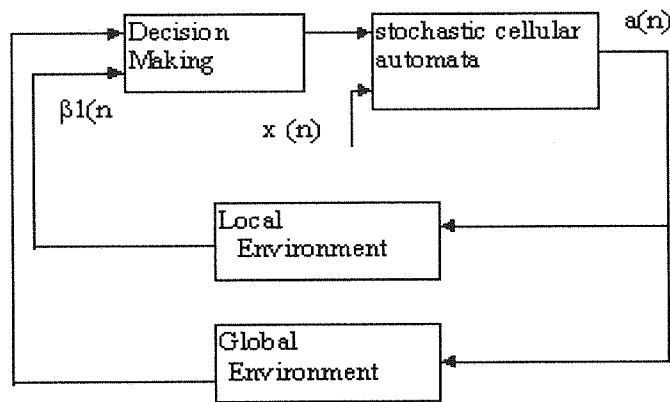 Decision
Making
stochastic cellular
automata
a(n)
β1(n
x (n)
Local
Environment
Global
Environment